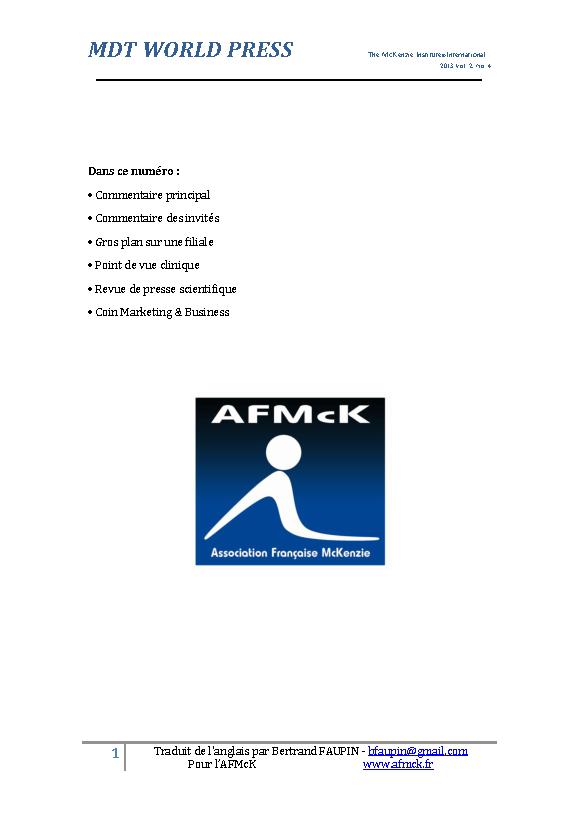 MDT WORLD PRESS
The McKenzie Institute®International
2013 Vol. 2, No. 4
Dans ce numéro :
• Commentaire principal
• Commentaire des invités
• Gros plan sur une filiale
• Point de vue clinique
• Revue de presse scientifique
• Coin Marketing & Business
AFMcK
Association Française McKenzie
1
Traduit de l'anglais par Bertrand FAUPIN - bfaupin@gmail.com
Pour l'AFMcK www.afmck.fr